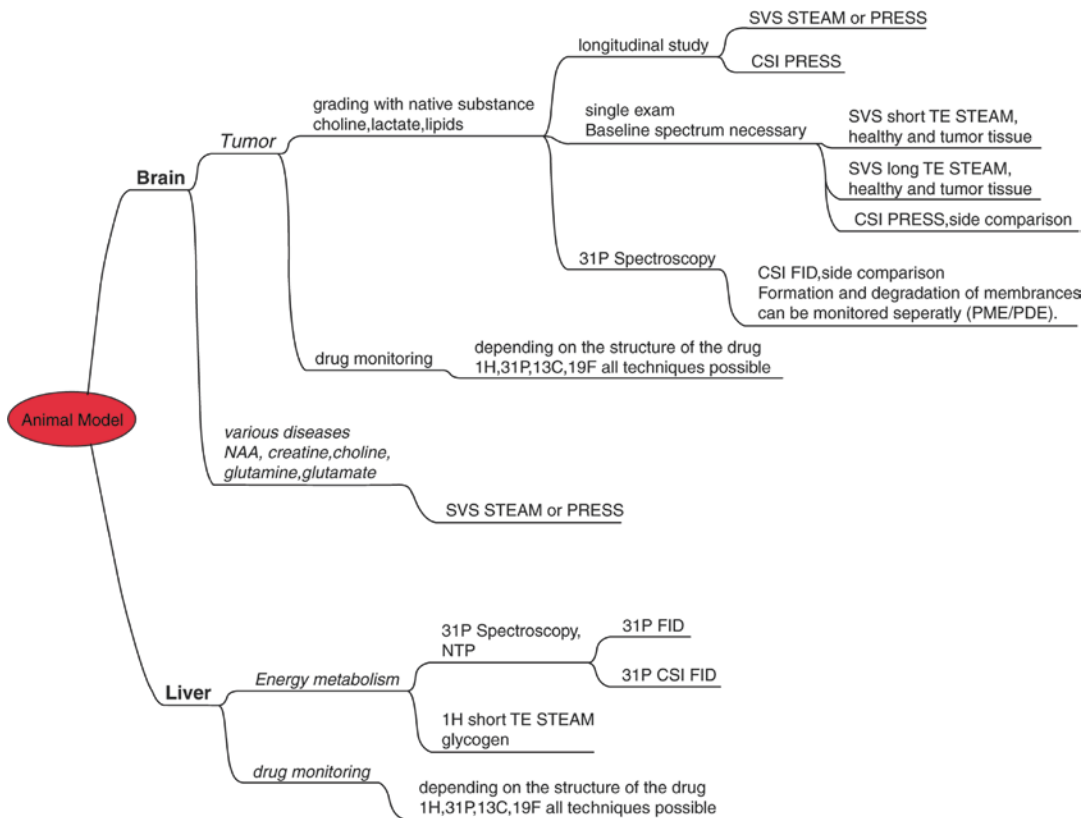 SVS STEAM or PRESS
longitudinal study
CSI PRESS
grading with native substance
choline,lactate,lipids
single exam
Baseline spectrum necessary
SVS short TE STEAM,
healthy and tumor tissue
SVS long TE STEAM,
healthy and tumor tissue
CSI PRESS,side comparison
Tumor
Brain
31P Spectroscopy
CSI FID,side comparison
Formation and degradation of membrances
can be monitored seperatly (PME/PDE).
drug monitoring
depending on the structure of the drug
1H,31P,13C,19F all techniques possible
Animal Model
various diseases
NAA, creatine,choline,
glutamine,glutamate
SVS STEAM or PRESS
31P Spectroscopy,
NTP
31P FID
31P CSI FID
Energy metabolism
Liver
1H short TE STEAM
glycogen
drug monitoring
depending on the structure of the drug
1H,31P,13C,19F all techniques possible